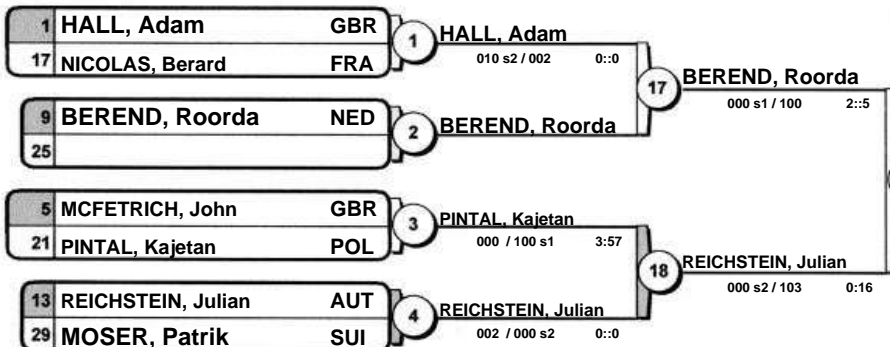 1 HALL, Adam GBR
17 NICOLAS, Berard FRA
1
HALL, Adam
010 s2 / 002 0::0
9 BEREND, Roorda NED
25
2
BEREND, Roorda
17
BEREND, Roorda
000 s1 / 100 2::5
5 MCFETRICH, John GBR
21 PINTAL, Kajetan POL
3
PINTAL, Kajetan
000 / 100 s1 3:57
13 REICHSTEIN, Julian AUT
29 MOSER, Patrik SUI
4
REICHSTEIN, Julian
002 / 000 s2 0::0
18
REICHSTEIN, Julian
000 s2 / 103 0:16